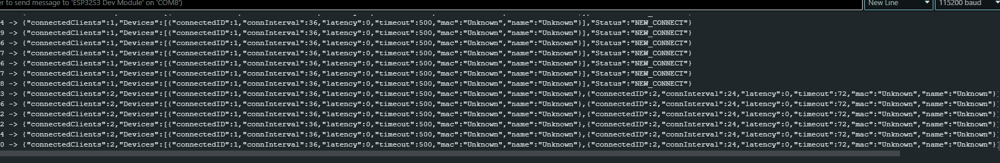 er to send message to 'ESP32S3 Dev Module' on 'COM8')
New Line
115200 baud
4 -> {"connectedClients":1,"Devices":[{"connectedID":1,"connInterval":36,"latency":0,"timeout":500,"mac":"Unknown","name":"Unknown"}],"Status":"NEW_CONNECT"}
9 -> {"connectedClients":1,"Devices":[{"connectedID":1,"connInterval":36,"latency":0,"timeout":500,"mac":"Unknown","name":"Unknown"}],"Status":"NEW_CONNECT"}
6 -> {"connectedClients":1,"Devices":[{"connectedID":1,"connInterval":36,"latency":0,"timeout":500,"mac":"Unknown","name":"Unknown"}],"Status":"NEW_CONNECT"}
7 -> {"connectedClients":1,"Devices":[{"connectedID":1,"connInterval":36,"latency":0,"timeout":500,"mac":"Unknown","name":"Unknown"}],"Status":"NEW_CONNECT"}
6 -> {"connectedClients":1,"Devices":[{"connectedID":1,"connInterval":36,"latency":0,"timeout":500,"mac":"Unknown","name":"Unknown"}],"Status":"NEW_CONNECT"}
7 -> {"connectedClients":1,"Devices":[{"connectedID":1,"connInterval":36,"latency":0,"timeout":500,"mac":"Unknown","name":"Unknown"}],"Status":"NEW_CONNECT"}
8 -> {"connectedClients":1,"Devices":[{"connectedID":1,"connInterval":36,"latency":0,"timeout":500,"mac":"Unknown","name":"Unknown"}],"Status":"NEW_CONNECT"}
3 -> {"connectedClients":2,"Devices":[{"connectedID":1,"connInterval":36,"latency":0,"timeout":500,"mac":"Unknown","name":"Unknown"},{"connectedID":2,"connInterval":24,"latency":0,"timeout":72,"mac":"Unknown","name":"Unknown"}]
6 -> {"connectedClients":2,"Devices":[{"connectedID":1,"connInterval":36,"latency":0,"timeout":500,"mac":"Unknown","name":"Unknown"},{"connectedID":2,"connInterval":24,"latency":0,"timeout":72,"mac":"Unknown","name":"Unknown"}]
2 -> {"connectedClients":2,"Devices":[{"connectedID":1,"connInterval":36,"latency":0,"timeout":500,"mac":"Unknown","name":"Unknown"},{"connectedID":2,"connInterval":24,"latency":0,"timeout":72,"mac":"Unknown","name":"Unknown"}]
2 -> {"connectedClients":2,"Devices":[{"connectedID":1,"connInterval":36,"latency":0,"timeout":500,"mac":"Unknown","name":"Unknown"},{"connectedID":2,"connInterval":24,"latency":0,"timeout":72,"mac":"Unknown","name":"Unknown"}]
4 -> {"connectedClients":2,"Devices":[{"connectedID":1,"connInterval":36,"latency":0,"timeout":500,"mac":"Unknown","name":"Unknown"},{"connectedID":2,"connInterval":24,"latency":0,"timeout":72,"mac":"Unknown","name":"Unknown"}]
0 -> {"connectedClients":2,"Devices":[{"connectedID":1,"connInterval":36,"latency":0,"timeout":500,"mac":"Unknown","name":"Unknown"},{"connectedID":2,"connInterval":24,"latency":0,"timeout":72,"mac":"Unknown","name":"Unknown"}]